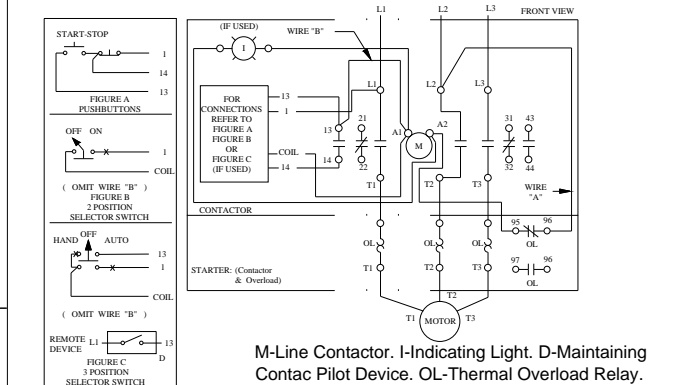 START-STOP
1
14
13
FIGURE A
PUSHBUTTONS
OFF ON
1
COIL
( OMIT WIRE "B" )
FIGURE B
2 POSITION
SELECTOR SWITCH
HAND OFF AUTO
13
1
COIL
( OMIT WIRE "B" )
REMOTE
DEVICE
L1
13
D
FIGURE C
3 POSITION
SELECTOR SWITCH
(IF USED)
I
WIRE "B"
L1
L2
L3
FRONT VIEW
L1
L2
L3
FOR
CONNECTIONS
REFER TO
FIGURE A
FIGURE B
OR
FIGURE C
(IF USED)
13
1
COIL
14
13 21
14 22
A1
M
A2
31 43
32 44
T1
T2
T3
WIRE
"A"
CONTACTOR
95 96
OL
OL
OL
OL
97 96
OL
STARTER: (Contactor
& Overload)
T1
T2
T3
T2
T1
MOTOR
T3
M-Line Contactor. I-Indicating Light. D-Maintaining
Contac Pilot Device. OL-Thermal Overload Relay.